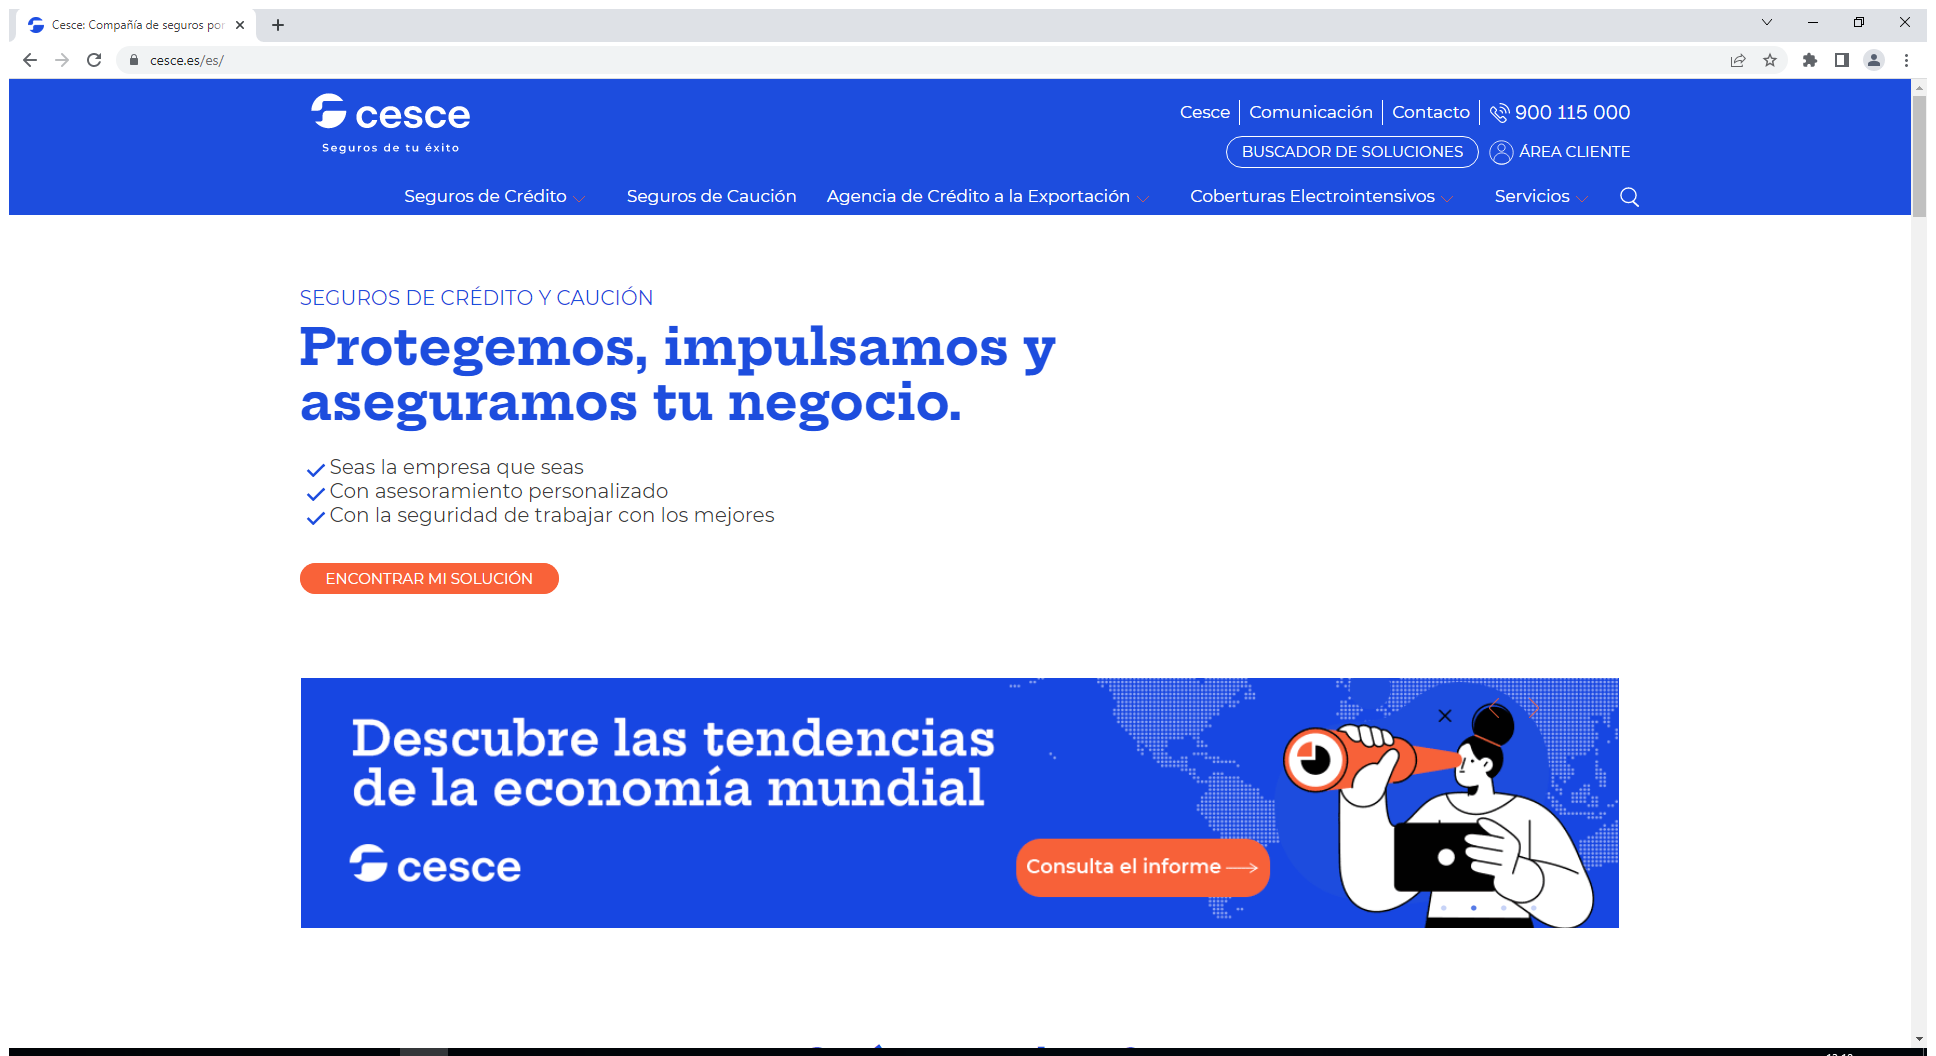 Cesce: Compañía de seguros por
cesce.es/es/
cesce
Seguros de tu éxito
Cesce
Comunicación
Contacto
900 115 000
BUSCADOR DE SOLUCIONES
ÁREA CLIENTE
Seguros de Crédito
Seguros de Caución
Agencia de Crédito a la Exportación
Coberturas Electrointensivos
Servicios
SEGUROS DE CRÉDITO Y CAUCIÓN
Protegemos, impulsamos y
aseguramos tu negocio.
Seas la empresa que seas
Con asesoramiento personalizado
Con la seguridad de trabajar con los mejores
ENCONTRAR MI SOLUCIÓN
Descubre las tendencias
de la economía mundial
cesce
Consulta el informe